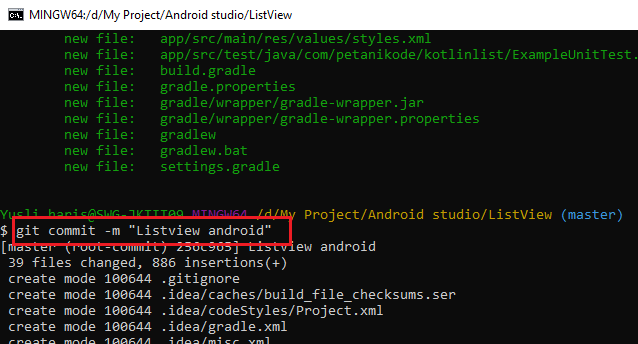 MINGW64:/d/My Project/Android studio/ListView
new file: app/src/main/res/values/styles.xml
new file: app/src/test/java/com/petanikode/kotlinlist/ExampleUnitTest.
new file: build.gradle
new file: gradle.properties
new file: gradle/wrapper/gradle-wrapper.jar
new file: gradle/wrapper/gradle-wrapper.properties
new file: gradlew
new file: gradlew.bat
new file: settings.gradle
Yusli.haris@SWG-JKTIT09 MINGW64 /d/My Project/Android studio/ListView (master)
$ git commit -m "Listview android"
[master (root-commit) 256c965] Listview android
39 files changed, 886 insertions(+)
create mode 100644 .gitignore
create mode 100644 .idea/caches/build_file_checksums.ser
create mode 100644 .idea/codeStyles/Project.xml
create mode 100644 .idea/gradle.xml
create mode 100644 .idea/misc.xml